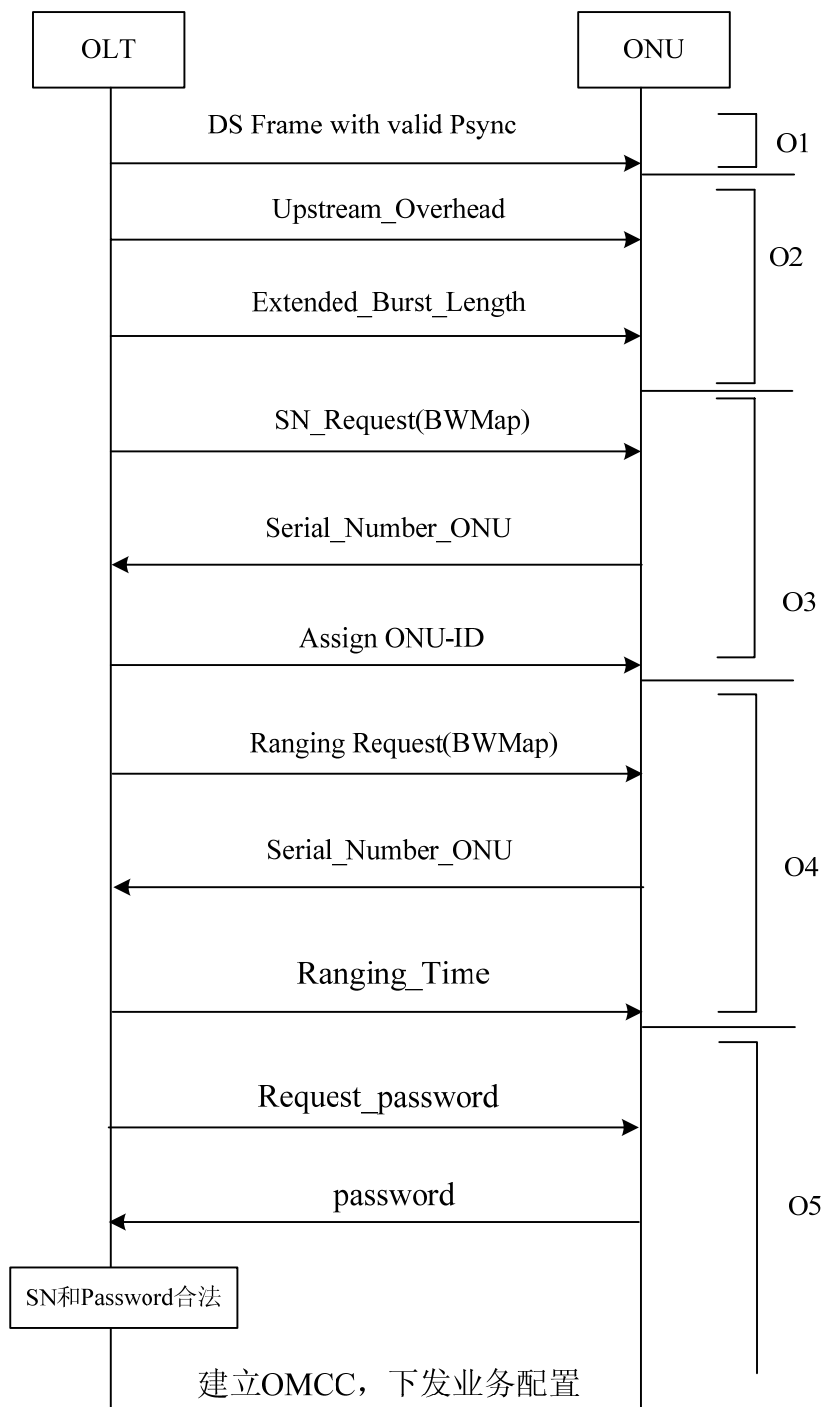 OLT
ONU
DS Frame with valid Psync
O1
Upstream_Overhead
O2
Extended_Burst_Length
SN_Request(BWMap)
Serial_Number_ONU
O3
Assign ONU-ID
Ranging Request(BWMap)
Serial_Number_ONU
O4
Ranging_Time
Request_password
password
O5
SN和Password合法
建立OMCC，下发业务配置